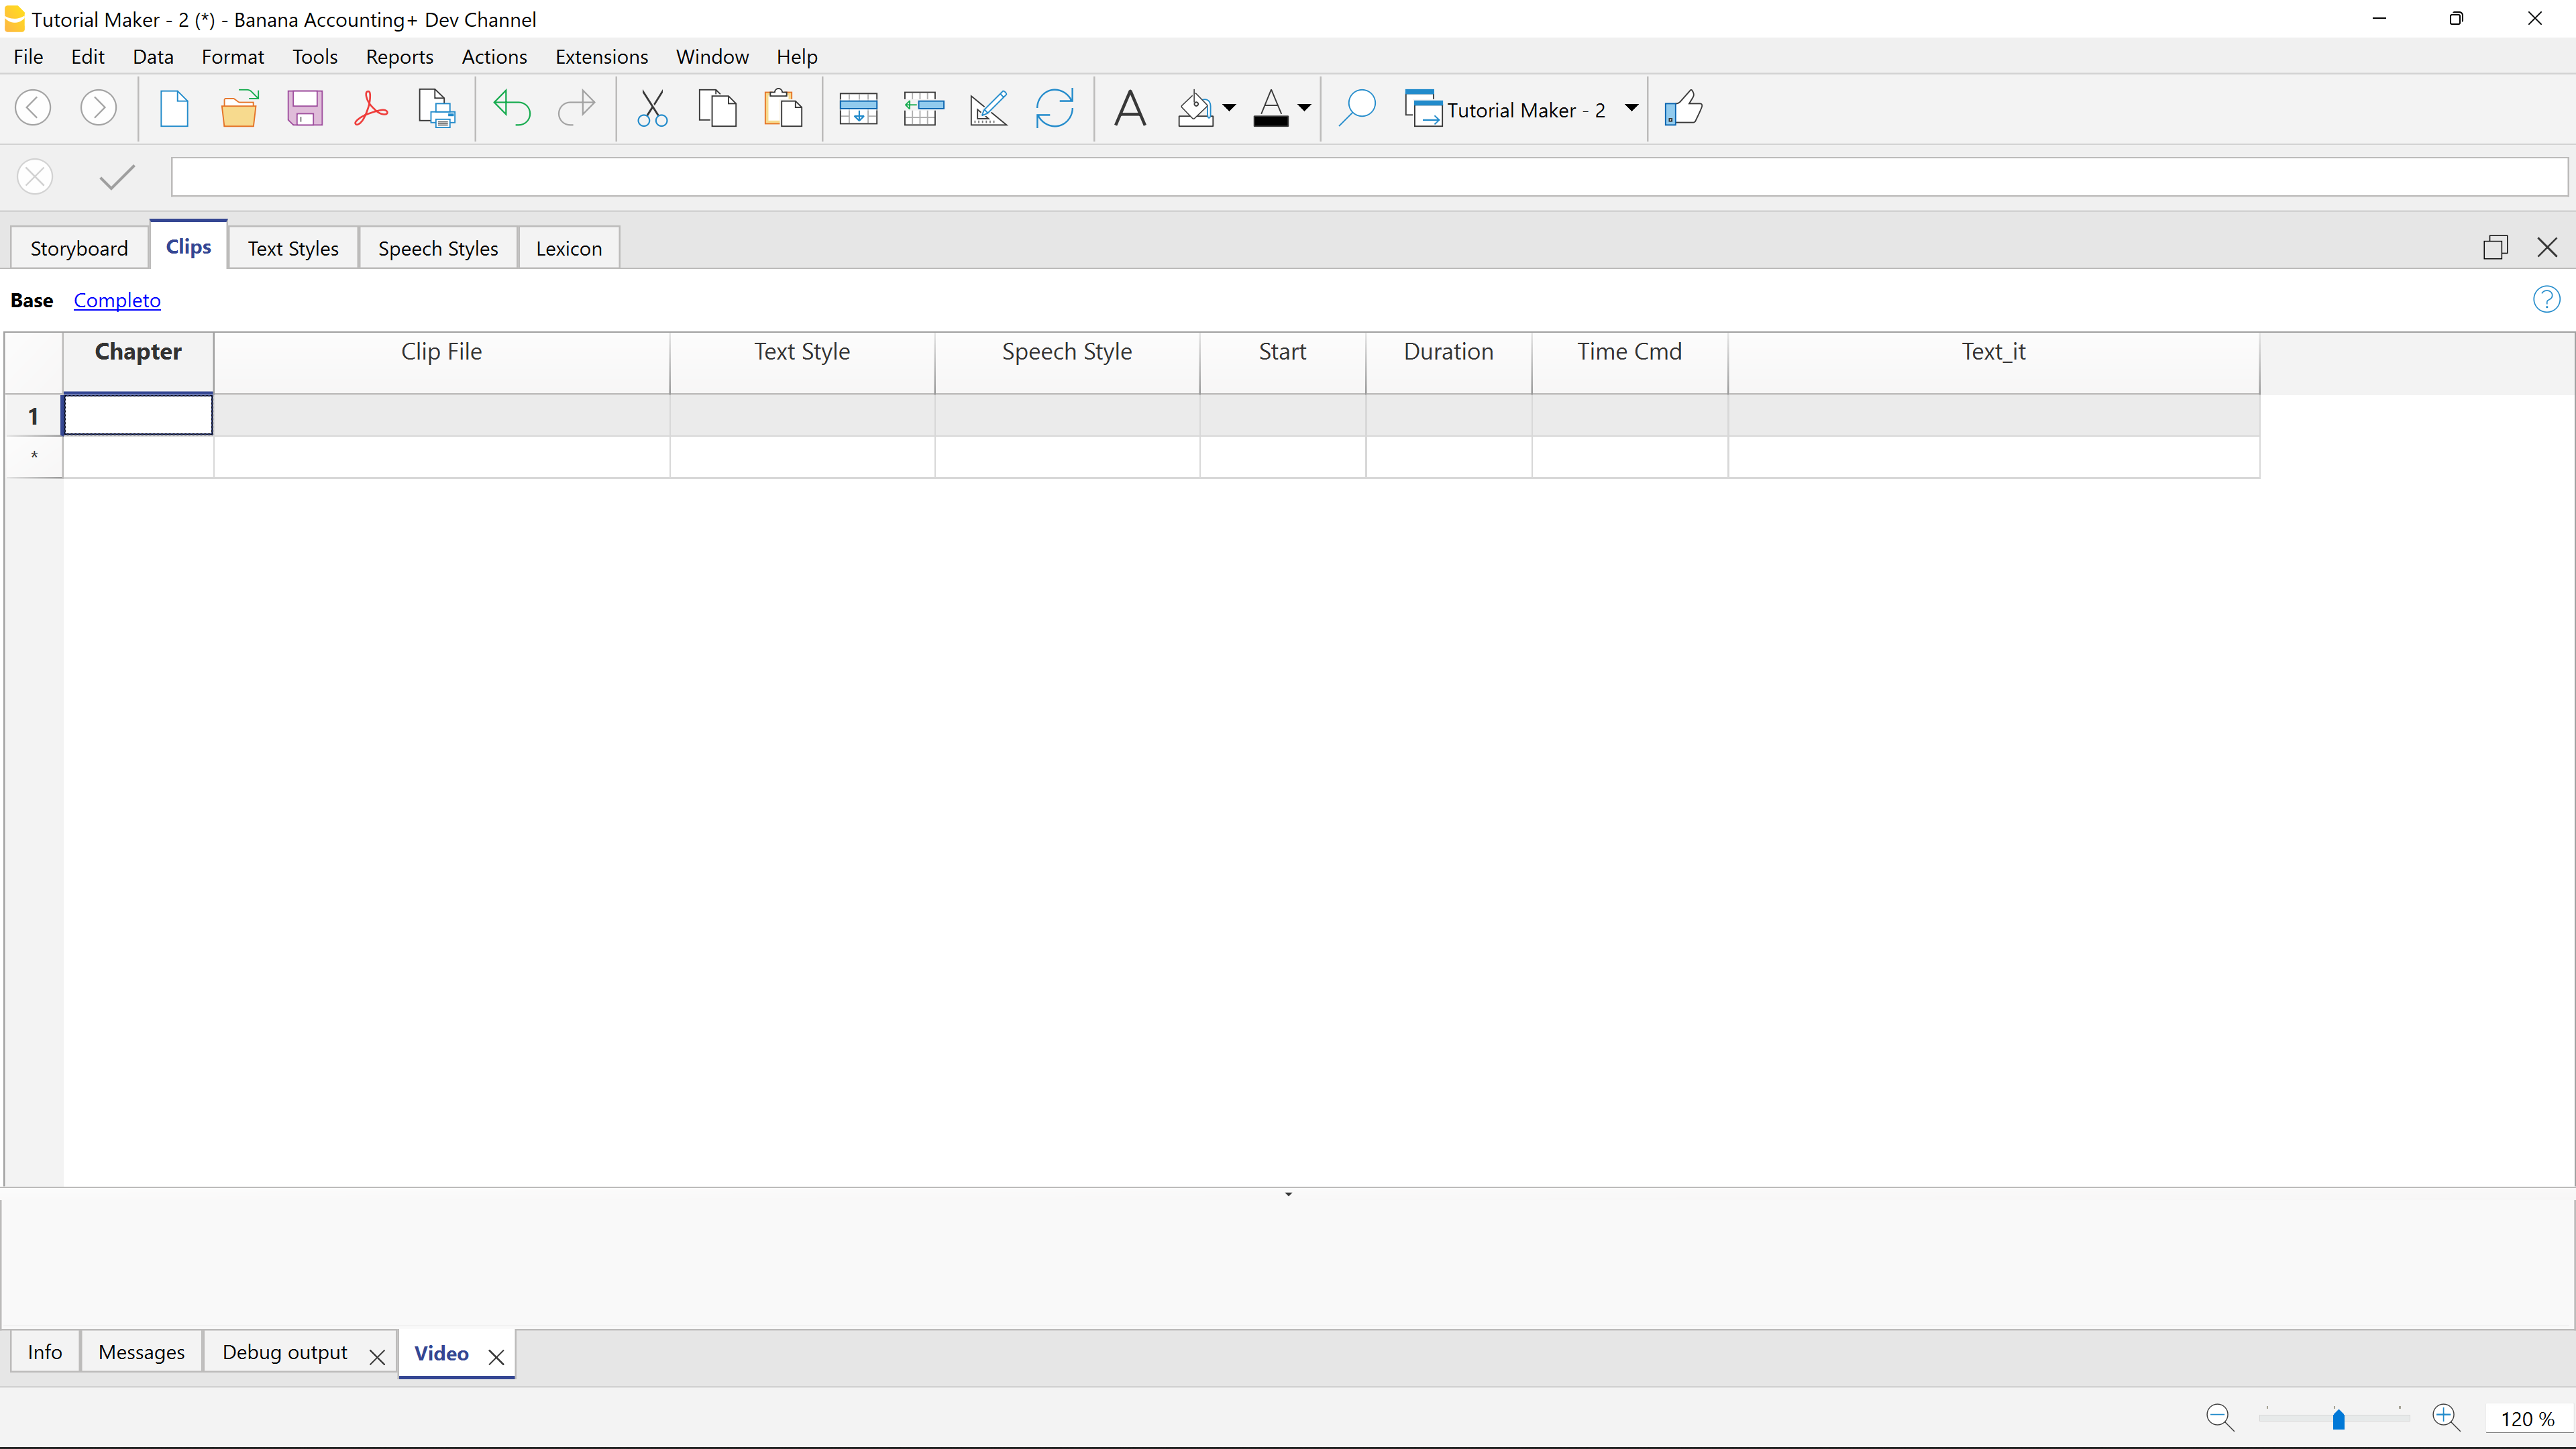 Tutorial Maker - 2 (*) - Banana Accounting+ Dev Channel
File Edit Data Format Tools Reports Actions Extensions Window Help
Tutorial Maker - 2
Storyboard Clips Text Styles Speech Styles Lexicon
Base Completo
Chapter Clip File Text Style Speech Style Start Duration Time Cmd Text_it
1
*
Info Messages Debug output Video
120 %